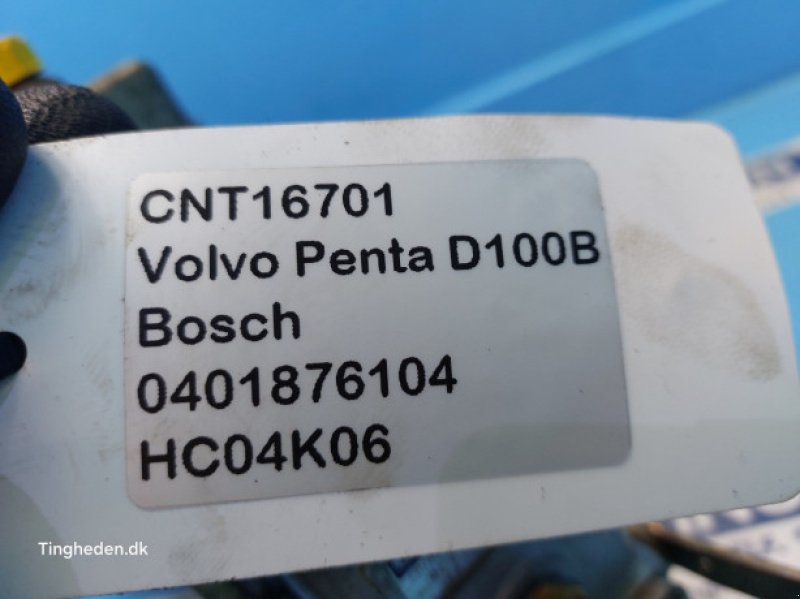 CNT16701
Volvo Penta D100B
Bosch
0401876104
HC04K06
Tingheden.dk